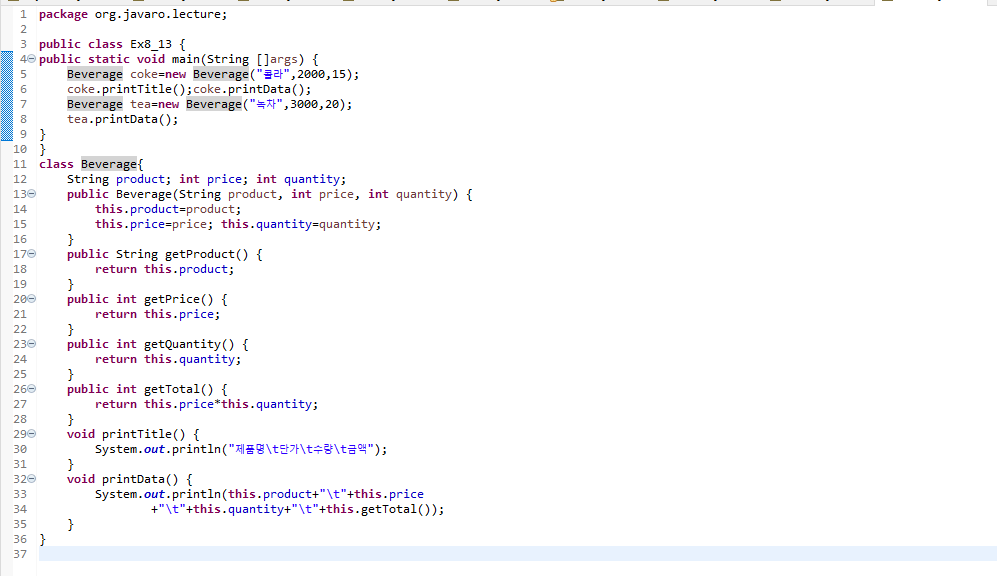 1 package org.javaro.lecture;
2
3 public class Ex8_13 {
4 public static void main(String []args) {
5 Beverage coke=new Beverage("콜라",2000,15);
6 coke.printTitle();coke.printData();
7 Beverage tea=new Beverage("녹차",3000,20);
8 tea.printData();
9 }
10 }
11 class Beverage{
12 String product; int price; int quantity;
13 public Beverage(String product, int price, int quantity) {
14 this.product=product;
15 this.price=price; this.quantity=quantity;
16 }
17 public String getProduct() {
18 return this.product;
19 }
20 public int getPrice() {
21 return this.price;
22 }
23 public int getQuantity() {
24 return this.quantity;
25 }
26 public int getTotal() {
27 return this.price*this.quantity;
28 }
29 void printTitle() {
30 System.out.println("제품명\t단가\t수량\t금액");
31 }
32 void printData() {
33 System.out.println(this.product+"\t"+this.price
34 +"\t"+this.quantity+"\t"+this.getTotal());
35 }
36 }
37